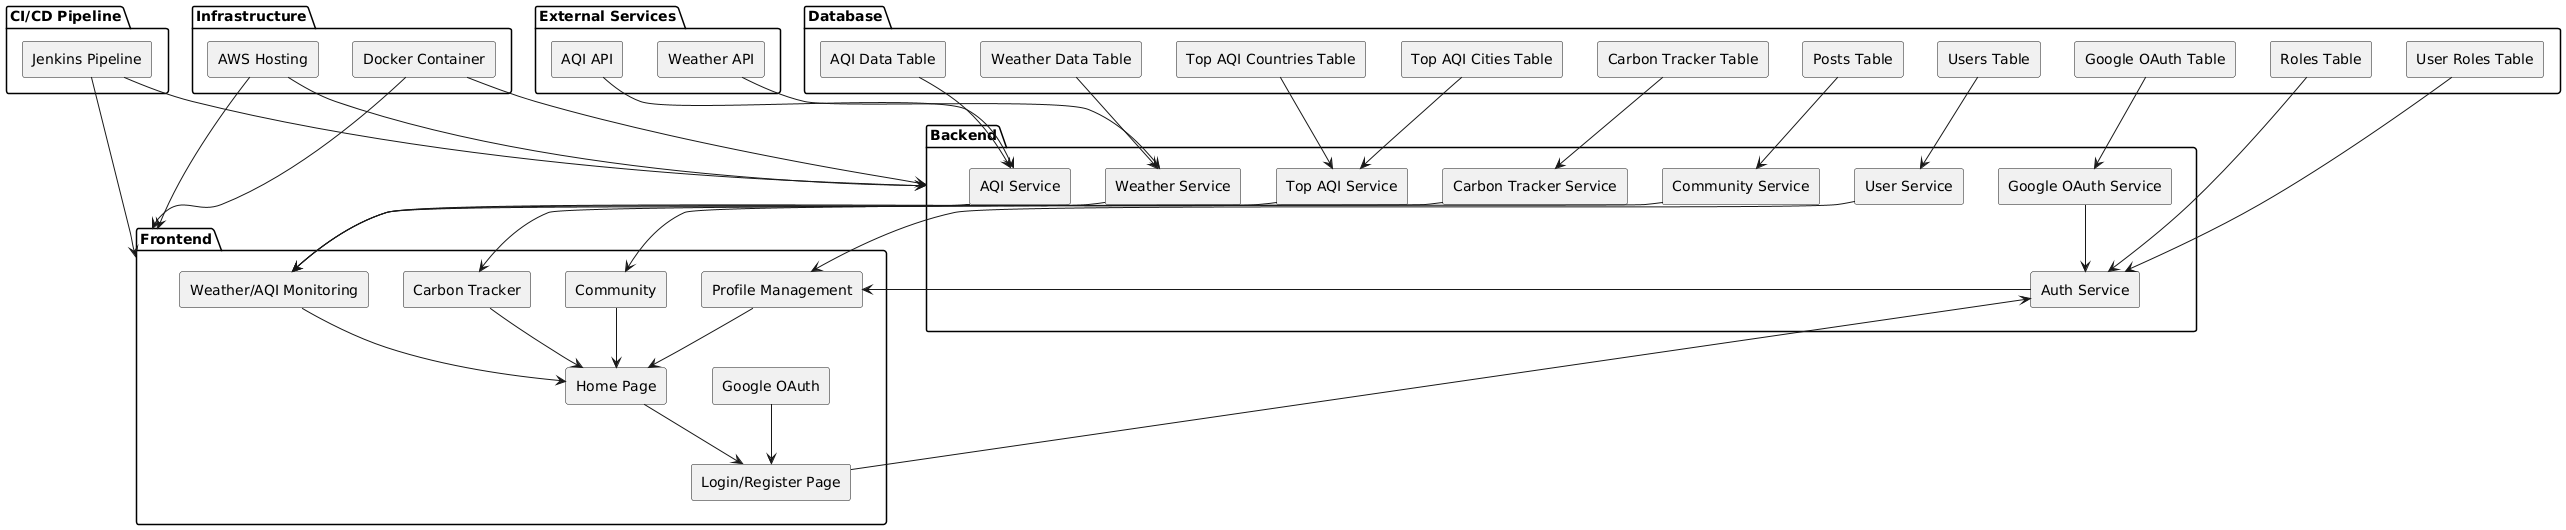 CI/CD Pipeline
Infrastructure
External Services
Database
Jenkins Pipeline
AWS Hosting
Docker Container
AQI API
Weather API
AQI Data Table
Weather Data Table
Top AQI Countries Table
Top AQI Cities Table
Carbon Tracker Table
Posts Table
Users Table
Google OAuth Table
Roles Table
User Roles Table
Backend
AQI Service
Weather Service
Top AQI Service
Carbon Tracker Service
Community Service
User Service
Google OAuth Service
Frontend
Weather/AQI Monitoring
Carbon Tracker
Community
Profile Management
Auth Service
Home Page
Google OAuth
Login/Register Page